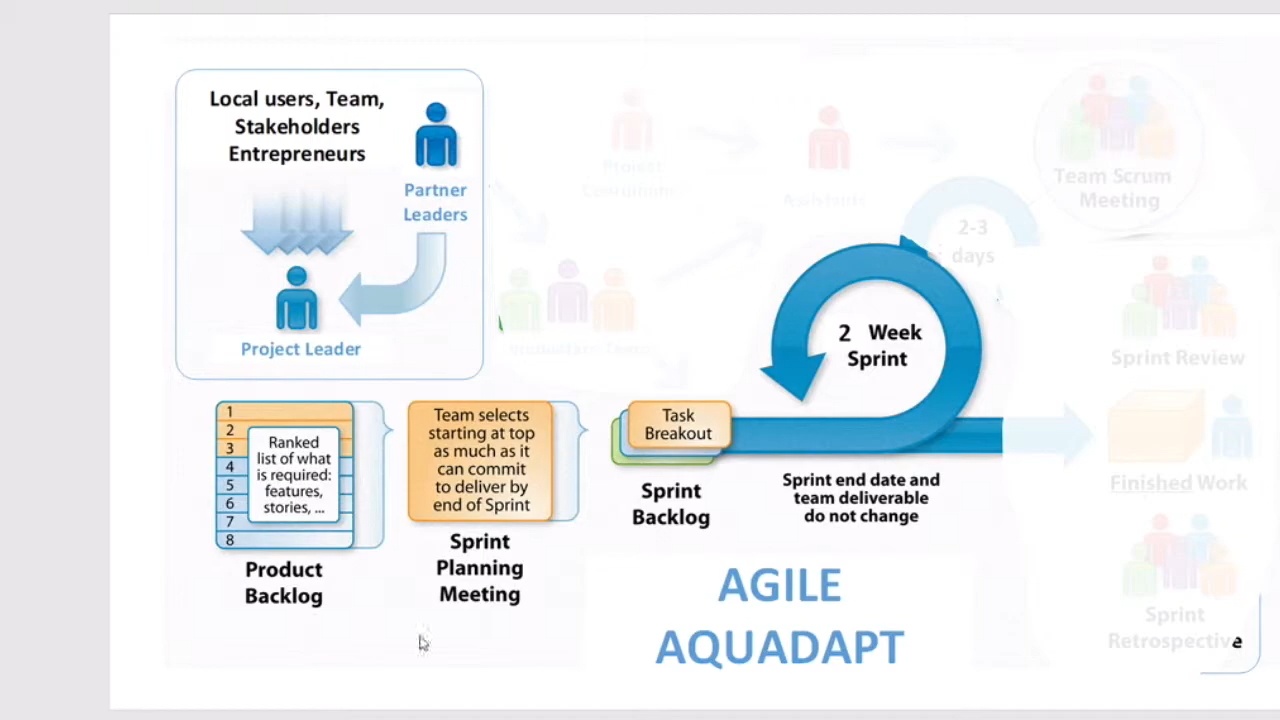 Local users, Team,
Stakeholders
Entrepreneurs
Partner
Leaders
Project Leader
Project
Assistants
Team Scrum
Meeting
2-3
days
2 Week
Sprint
Sprint Review
1
2
3
4
5
6
7
8
Ranked
list of what
is required:
features,
stories, ...
Product
Backlog
Team selects
starting at top
as much as it
can commit
to deliver by
end of Sprint
Sprint
Planning
Meeting
Task
Breakout
Sprint
Backlog
Sprint end date and
team deliverable
do not change
Finished Work
Sprint
Retrospective
AGILE
AQUADAPT